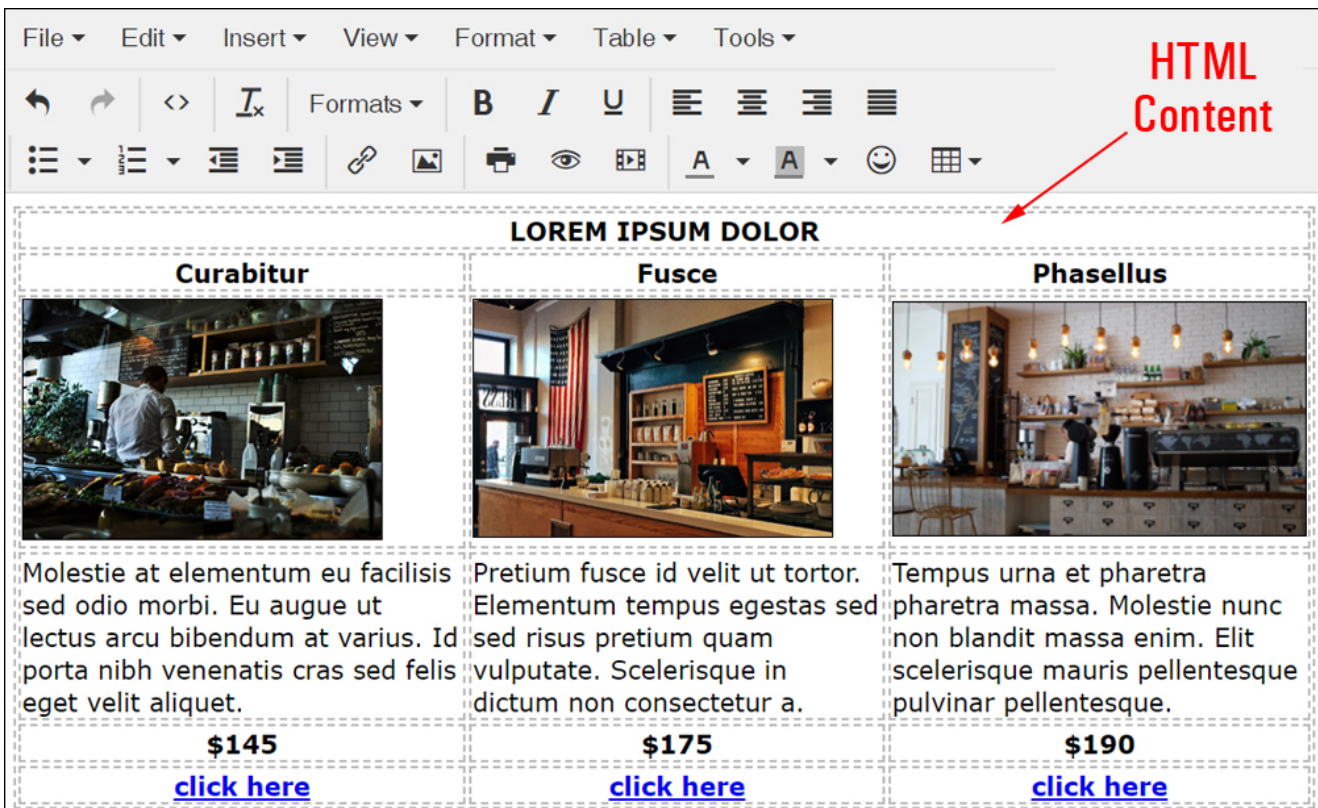 File Edit Insert View Format Table Tools
HTML
Content
Formats B I U
A A
LOREM IPSUM DOLOR
Curabitur Fusce Phasellus
Molestie at elementum eu facilisis
sed odio morbi. Eu augue ut
lectus arcu bibendum at varius. Id
porta nibh venenatis cras sed felis
eget velit aliquet.
Pretium fusce id velit ut tortor.
Elementum tempus egestas sed
sed risus pretium quam
vulputate. Scelerisque in
dictum non consectetur a.
Tempus urna et pharetra
pharetra massa. Molestie nunc
non blandit massa enim. Elit
scelerisque mauris pellentesque
pulvinar pellentesque.
$145 $175 $190
click here click here click here